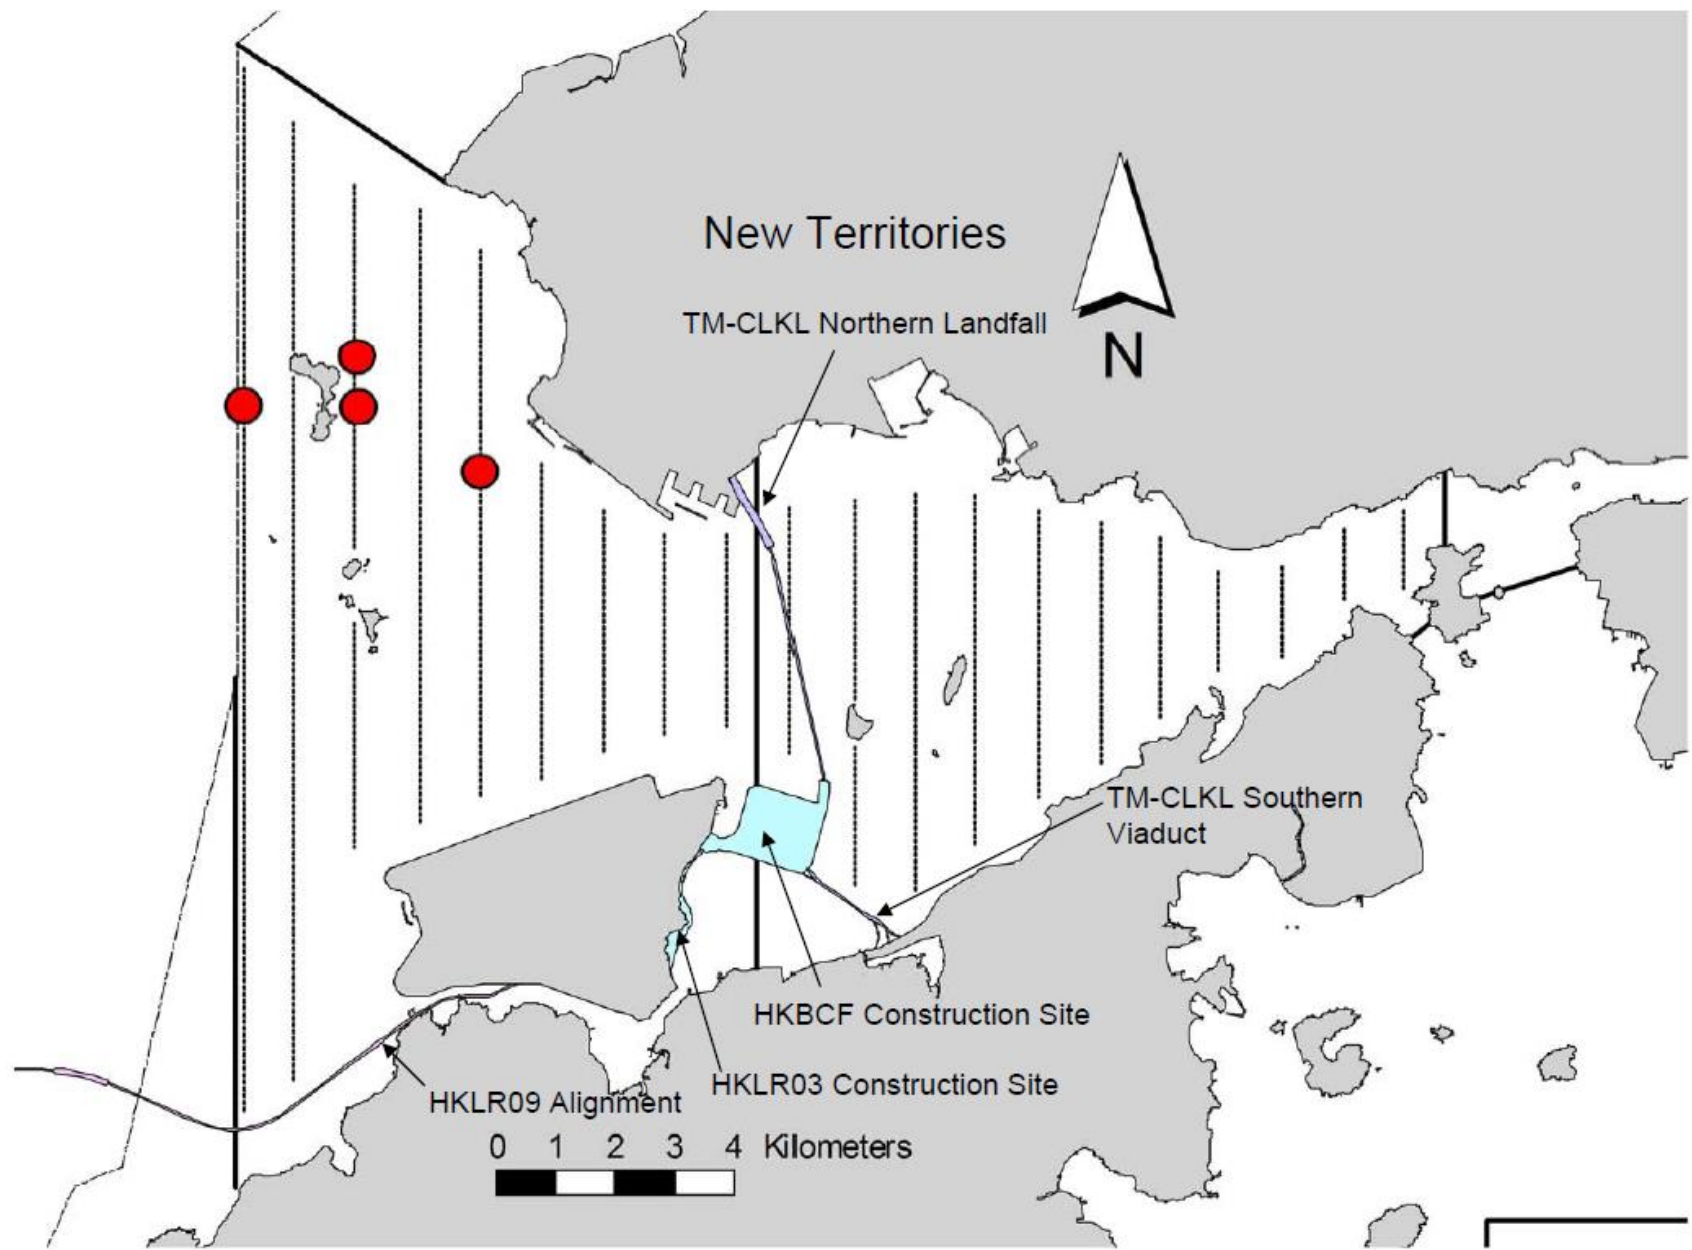 New Territories
TM-CLKL Northern Landfall
N
TM-CLKL Southern
Viaduct
HKBCF Construction Site
HKLR03 Construction Site
HKLR09 Alignment
0 1 2 3 4 Kilometers